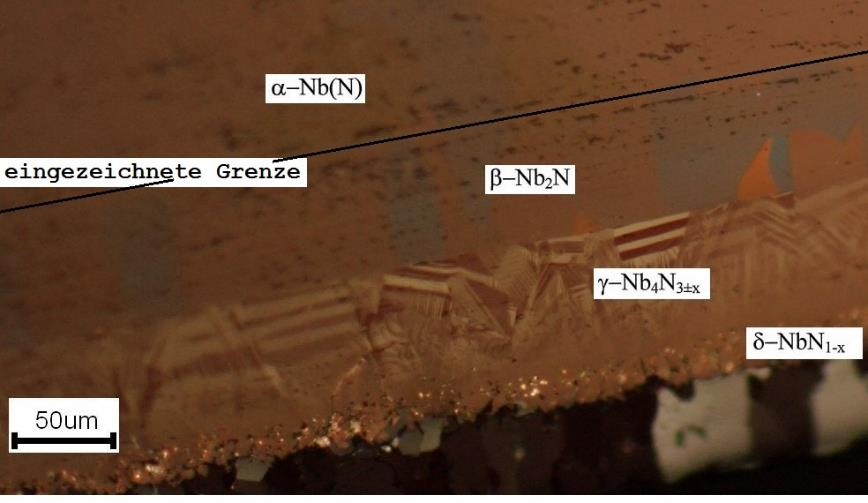 α−Nb(N)
eingezeichnete Grenze
β−Nb₂N
γ−Nb₄N₃±ₓ
δ−NbN₁₋ₓ
50um